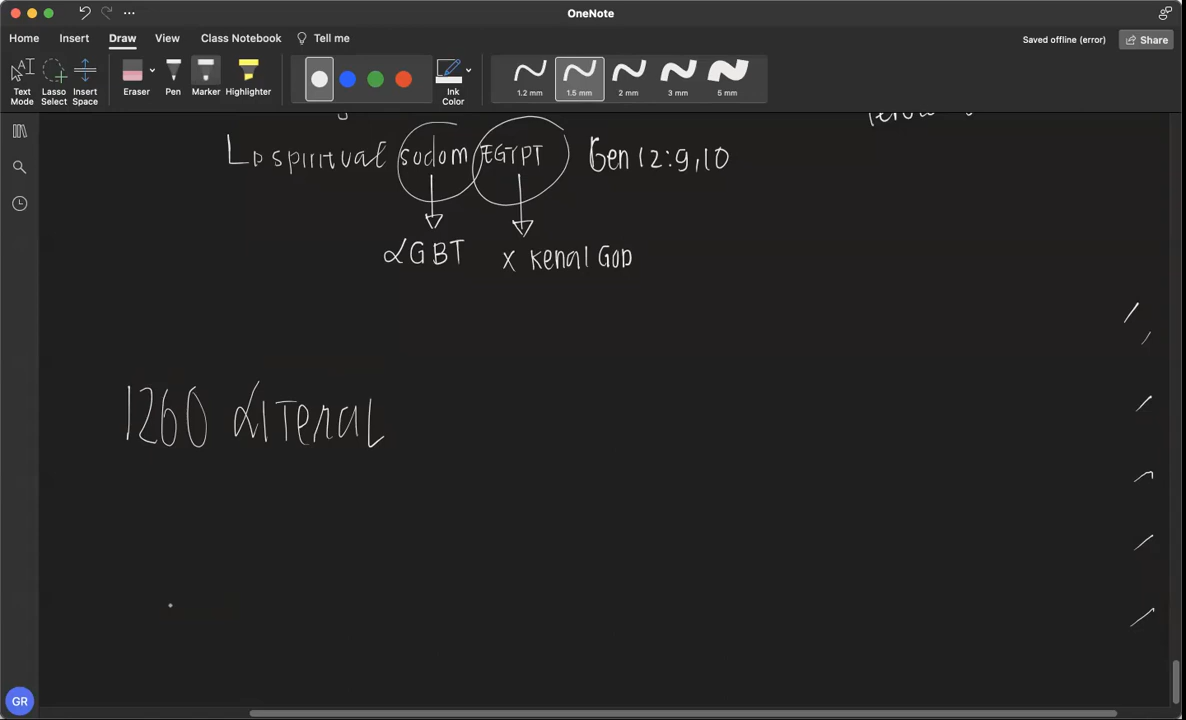 OneNote
Home Insert Draw View Class Notebook Tell me
Saved offline (error) Share
Text Mode
Lasso Select
Insert Space
Eraser
Pen
Marker
Highlighter
Ink Color
1.2 mm 1.5 mm 2 mm 3 mm 5 mm
spiritual sodom EGYPT Gen 12:9,10
LGBT x kenal GOD
1260 LITeral
GR